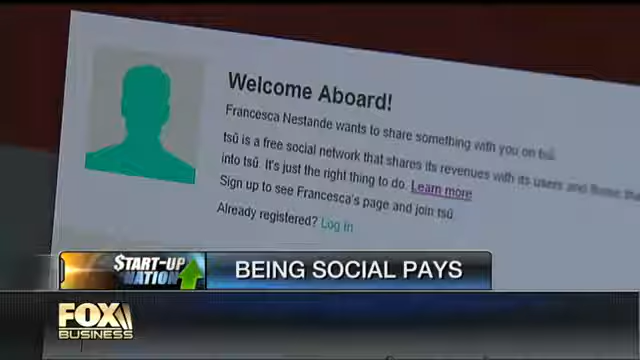 Welcome Aboard!
Francesca Nestande wants to share something with you on tsū.
tsū is a free social network that shares its revenues with its users and
into tsū. It's just the right thing to do. Learn more
Sign up to see Francesca's page and join tsū
Already registered? Log in
$TART-UP
NATION
BEING SOCIAL PAYS
FOX
BUSINESS